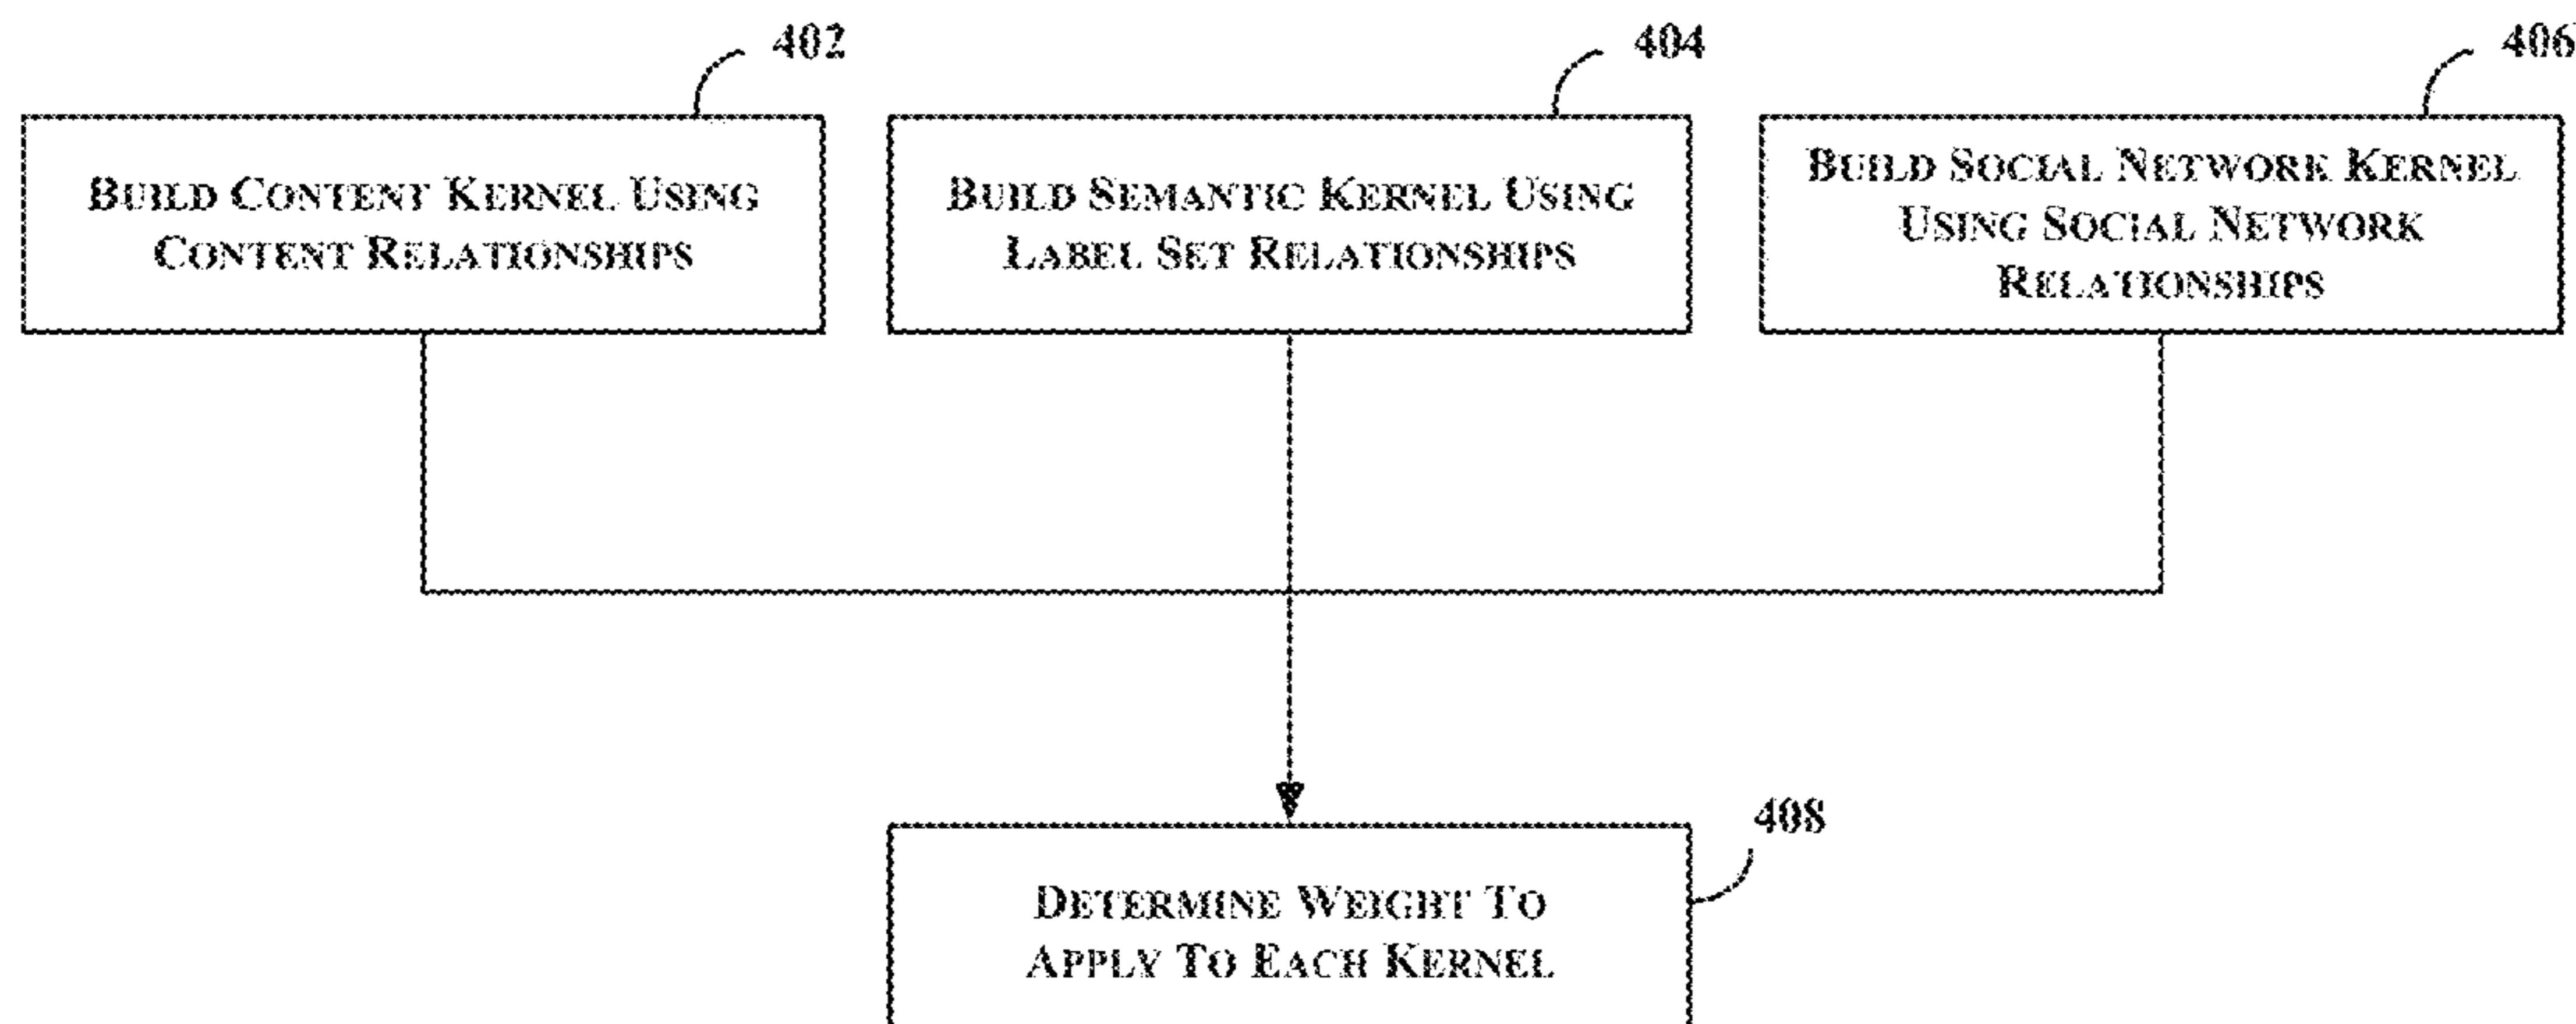 402
404
406
BUILD CONTENT KERNEL USING
CONTENT RELATIONSHIPS
BUILD SEMANTIC KERNEL USING
LABEL SET RELATIONSHIPS
BUILD SOCIAL NETWORK KERNEL
USING SOCIAL NETWORK
RELATIONSHIPS
408
DETERMINE WEIGHT TO
APPLY TO EACH KERNEL